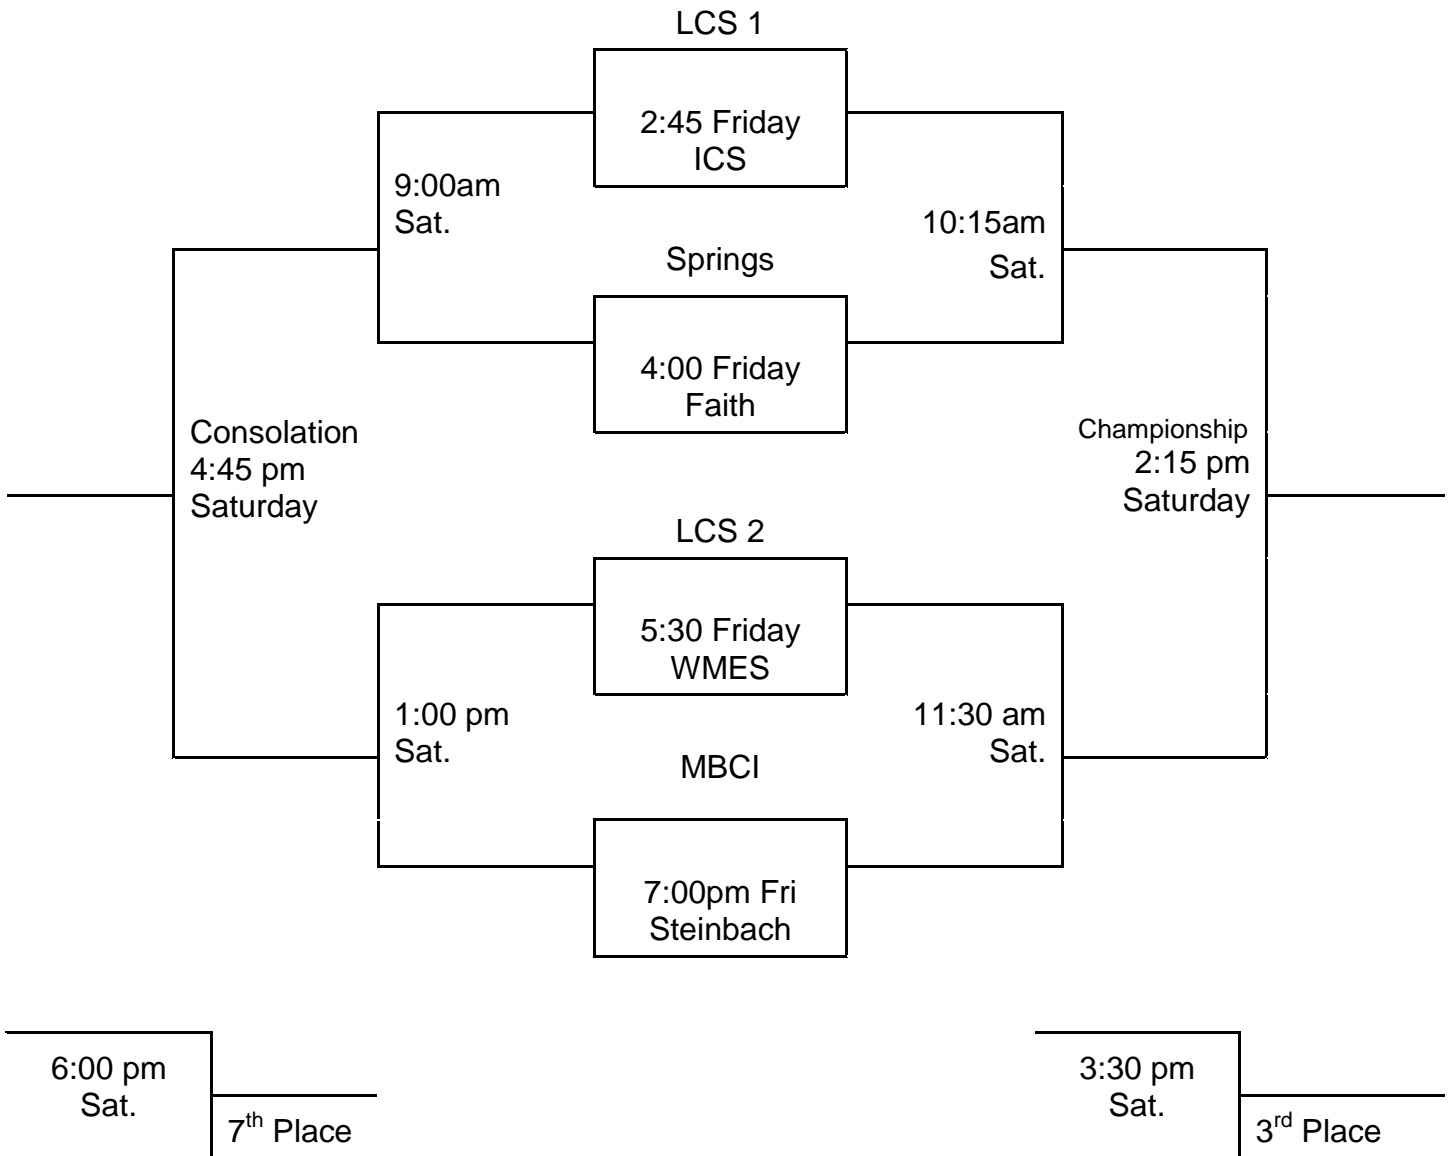 LCS 1
2:45 Friday
ICS
9:00am
Sat.
10:15am
Sat.
Springs
4:00 Friday
Faith
Consolation
4:45 pm
Saturday
Championship
2:15 pm
Saturday
LCS 2
5:30 Friday
WMES
1:00 pm
Sat.
11:30 am
Sat.
MBCI
7:00pm Fri
Steinbach
6:00 pm
Sat.
7th Place
3:30 pm
Sat.
3rd Place